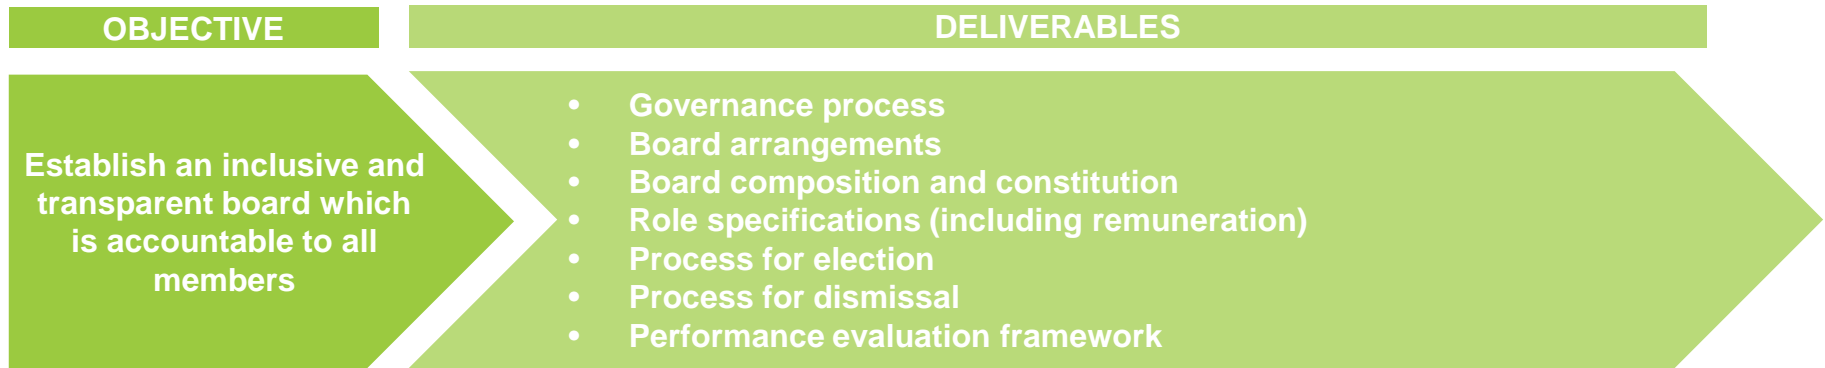 OBJECTIVE
DELIVERABLES
Establish an inclusive and
transparent board which
is accountable to all
members
• Governance process
• Board arrangements
• Board composition and constitution
• Role specifications (including remuneration)
• Process for election
• Process for dismissal
• Performance evaluation framework